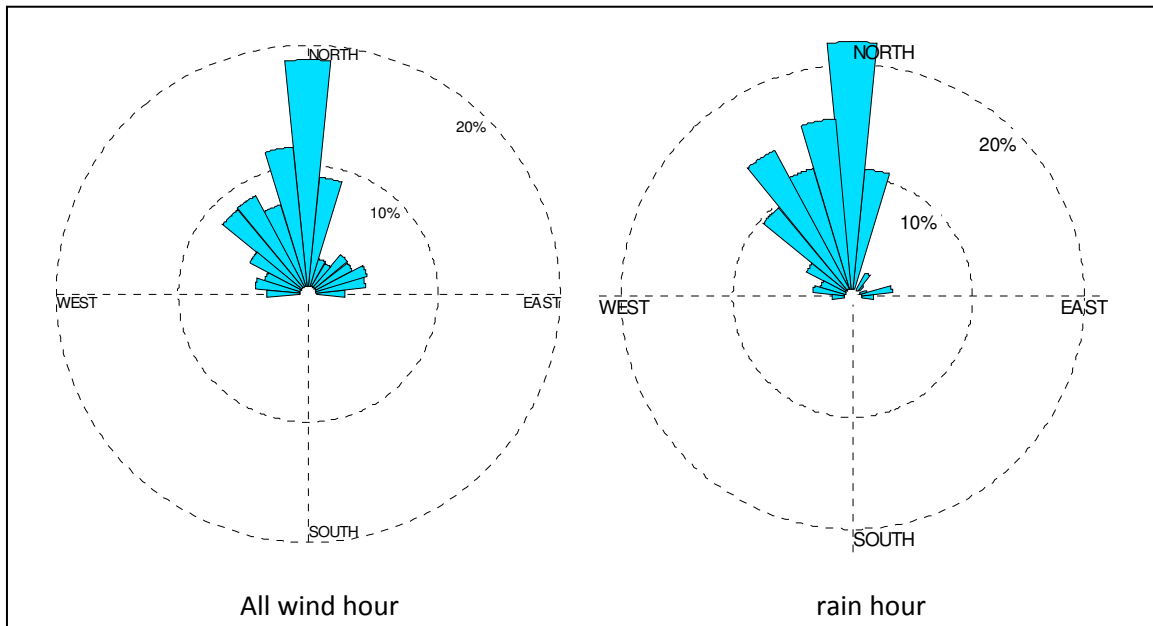 NORTH
20%
10%
WEST
EAST
SOUTH
All wind hour
NORTH
20%
10%
WEST
EAST
SOUTH
rain hour